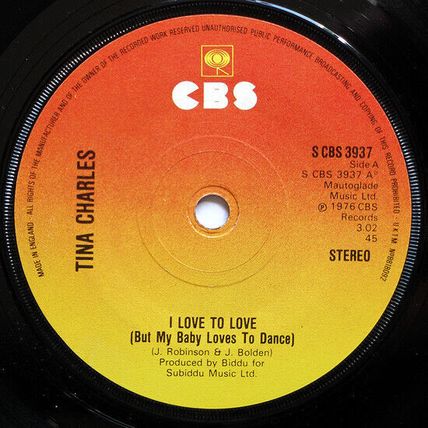 MADE IN ENGLAND - ALL RIGHTS OF THE MANUFACTURER AND OF THE OWNER OF THE RECORDED WORK RESERVED UNAUTHORISED PUBLIC PERFORMANCE BROADCASTING AND COPYING OF THIS RECORD PROHIBITED -
CBS
TINA CHARLES
S CBS 3937
Side A
S CBS 3937 A
Mautoglade
Music Ltd.
℗ 1976 CBS
Records
3.02
45
STEREO
I LOVE TO LOVE
(But My Baby Loves To Dance)
(J. Robinson & J. Bolden)
Produced by Biddu for
Subiddu Music Ltd.